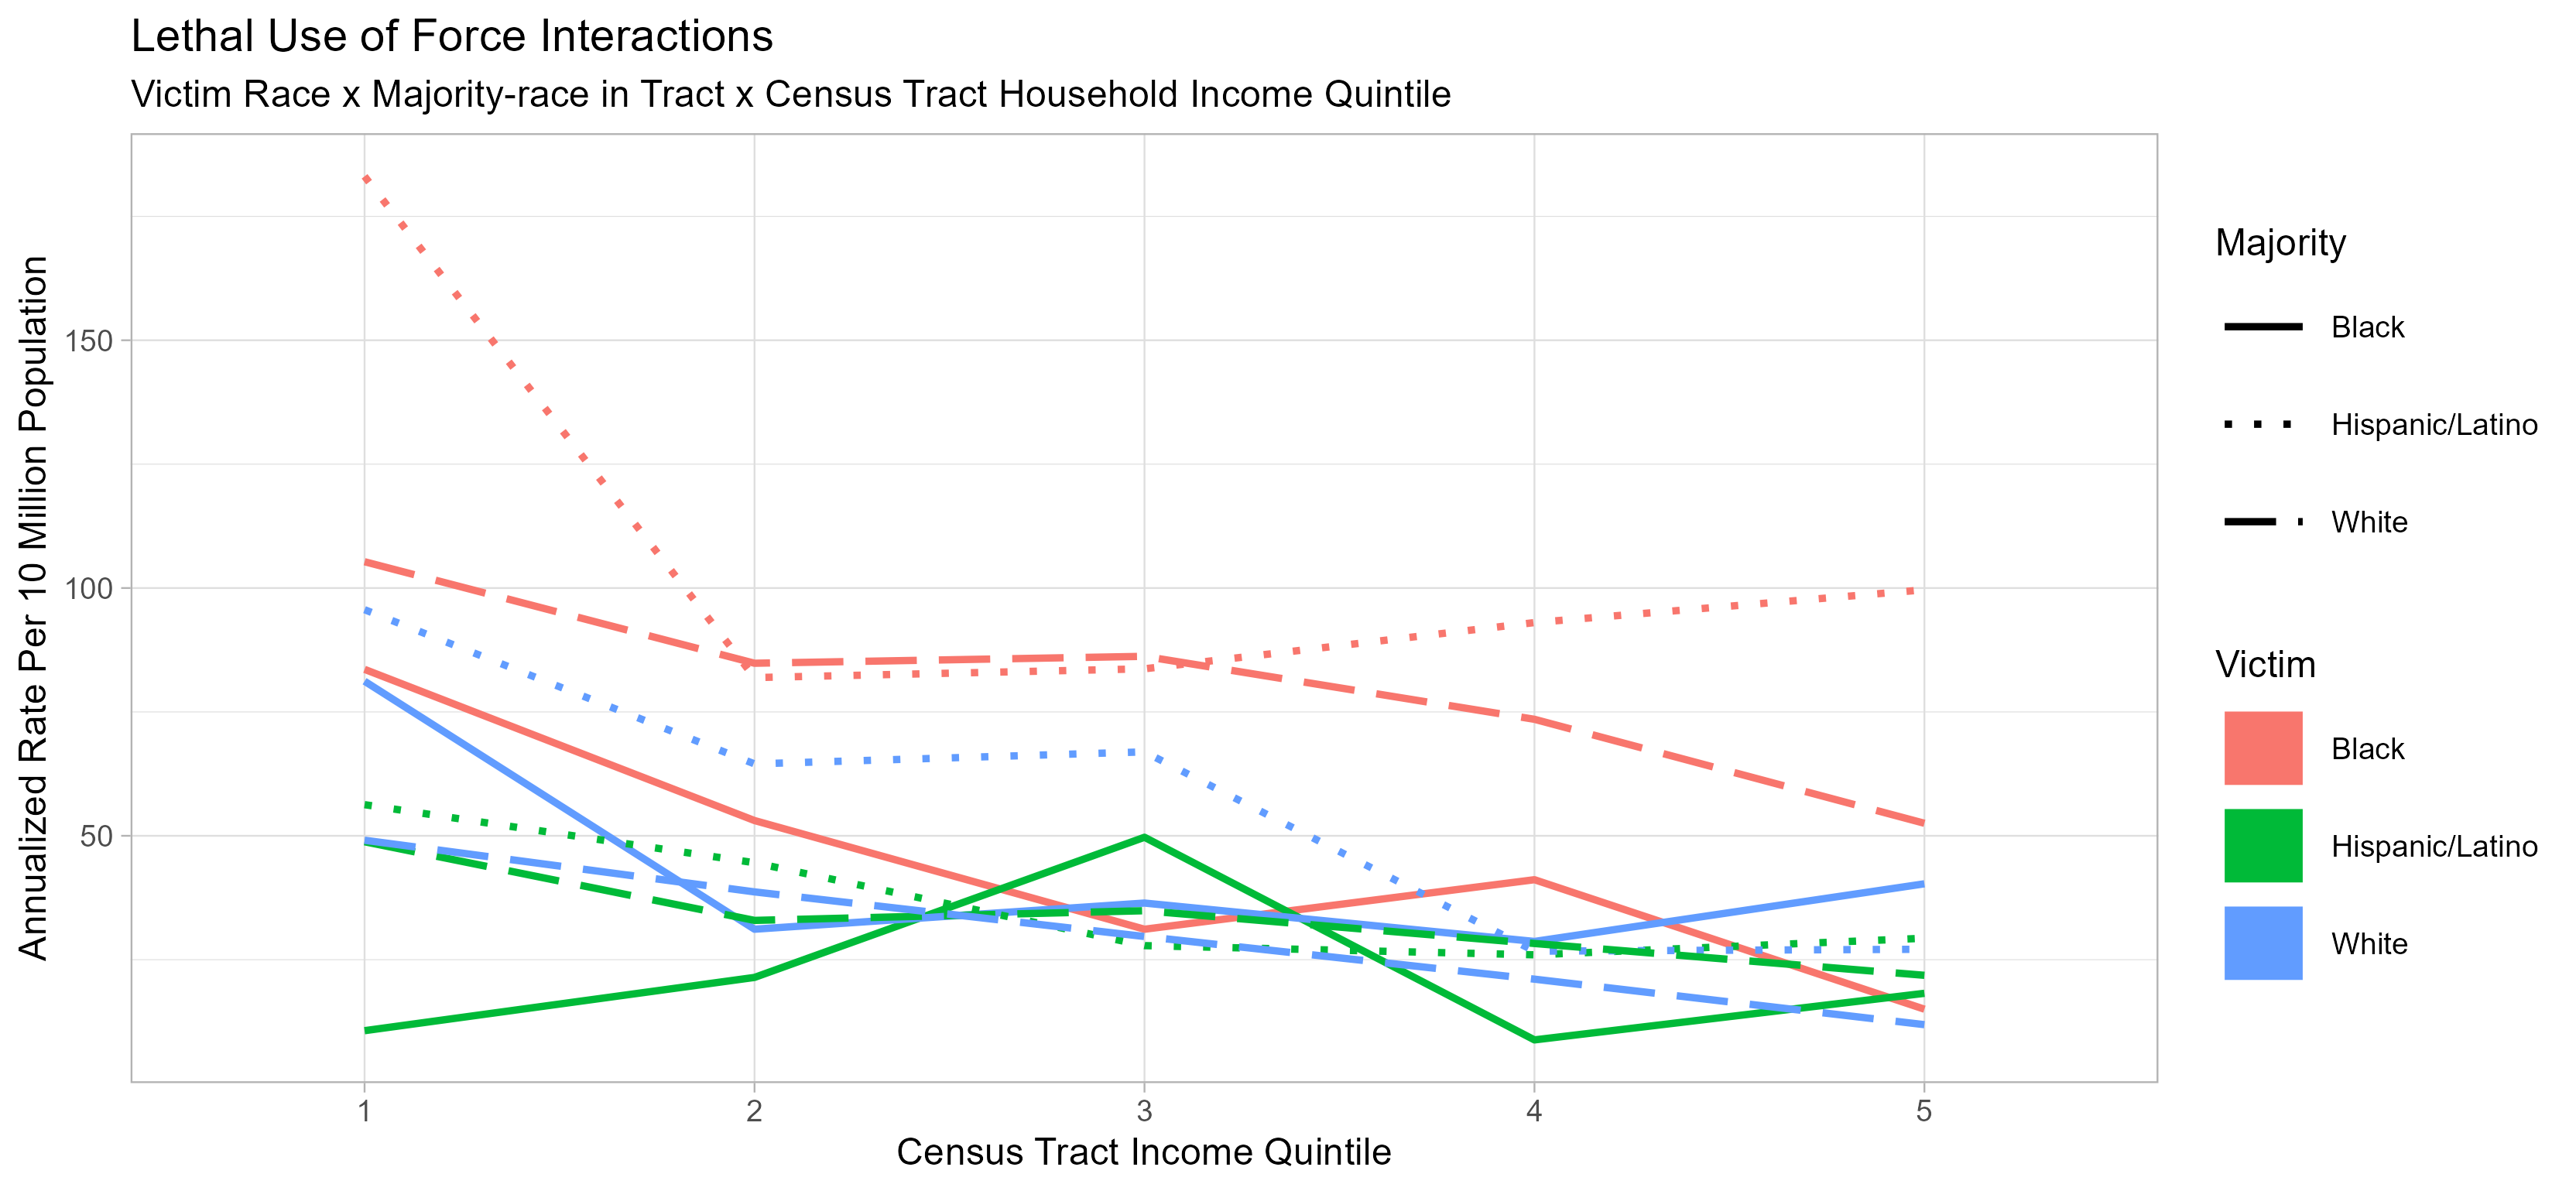 Lethal Use of Force Interactions
Victim Race x Majority-race in Tract x Census Tract Household Income Quintile
Annualized Rate Per 10 Million Population
150
100
50
1 2 3 4 5
Census Tract Income Quintile
Majority
Black
Hispanic/Latino
White
Victim
Black
Hispanic/Latino
White